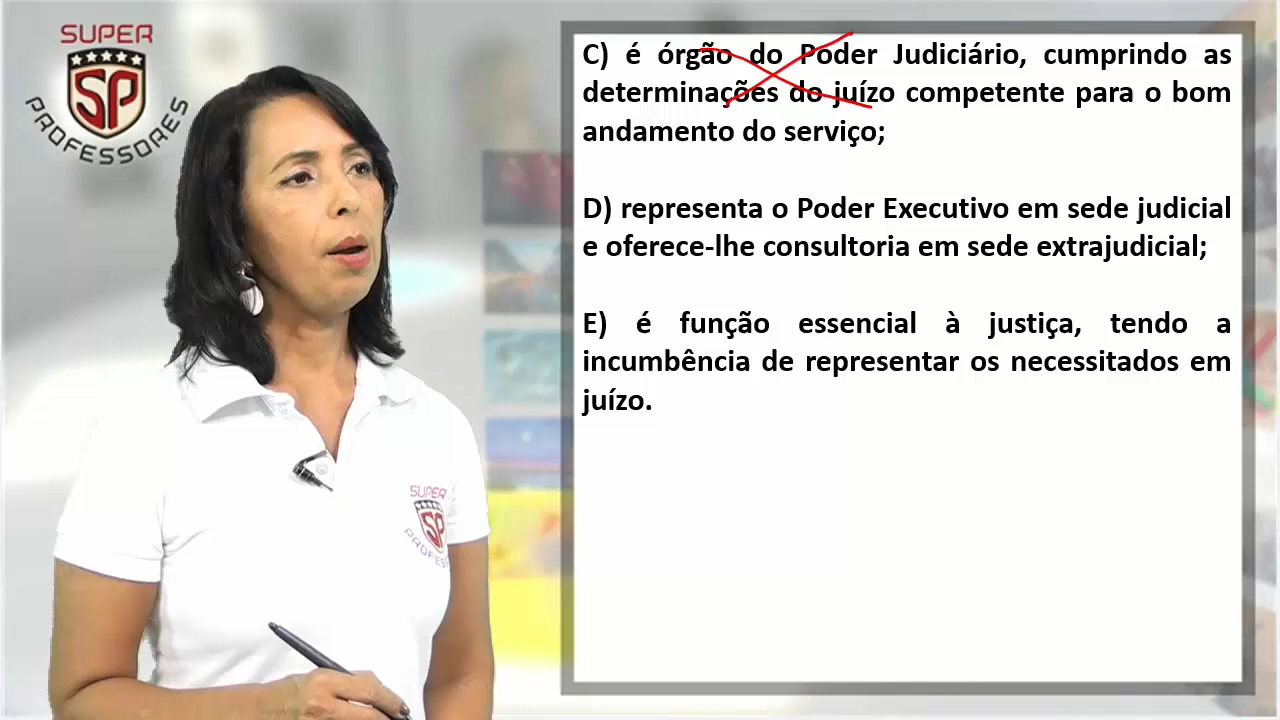 SUPER
SP
PROFESSORES
C) é órgão do Poder Judiciário, cumprindo as
determinações do juízo competente para o bom
andamento do serviço;
D) representa o Poder Executivo em sede judicial
e oferece-lhe consultoria em sede extrajudicial;
E) é função essencial à justiça, tendo a
incumbência de representar os necessitados em
juízo.
SUPER
SP
PROFESS